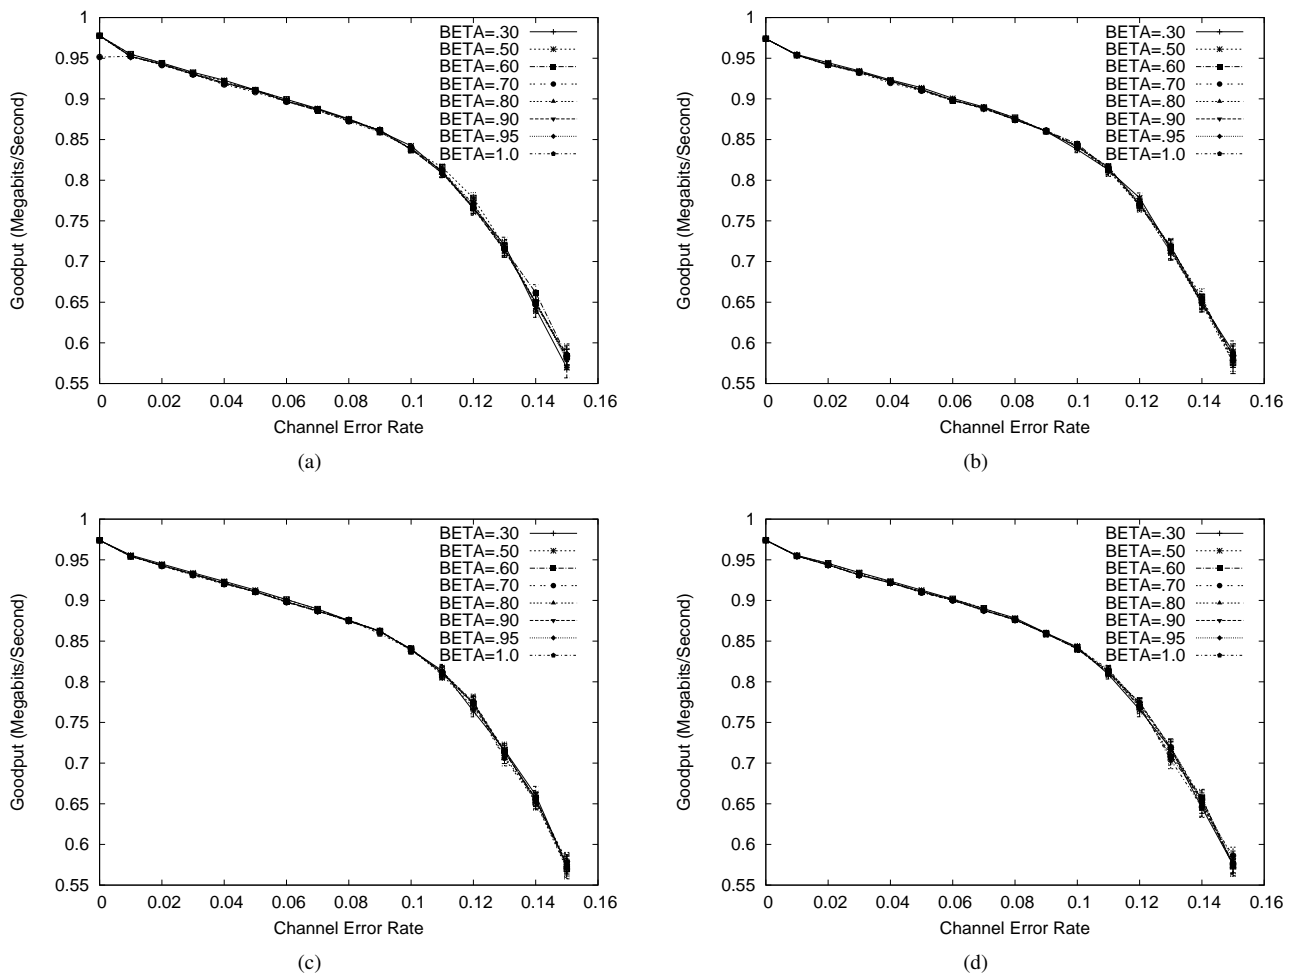 1
0.95
0.9
0.85
0.8
0.75
0.7
0.65
0.6
0.55
Goodput (Megabits/Second)
BETA=.30
BETA=.50
BETA=.60
BETA=.70
BETA=.80
BETA=.90
BETA=.95
BETA=1.0
0 0.02 0.04 0.06 0.08 0.1 0.12 0.14 0.16
Channel Error Rate
(a)
1
0.95
0.9
0.85
0.8
0.75
0.7
0.65
0.6
0.55
Goodput (Megabits/Second)
BETA=.30
BETA=.50
BETA=.60
BETA=.70
BETA=.80
BETA=.90
BETA=.95
BETA=1.0
0 0.02 0.04 0.06 0.08 0.1 0.12 0.14 0.16
Channel Error Rate
(b)
1
0.95
0.9
0.85
0.8
0.75
0.7
0.65
0.6
0.55
Goodput (Megabits/Second)
BETA=.30
BETA=.50
BETA=.60
BETA=.70
BETA=.80
BETA=.90
BETA=.95
BETA=1.0
0 0.02 0.04 0.06 0.08 0.1 0.12 0.14 0.16
Channel Error Rate
(c)
1
0.95
0.9
0.85
0.8
0.75
0.7
0.65
0.6
0.55
Goodput (Megabits/Second)
BETA=.30
BETA=.50
BETA=.60
BETA=.70
BETA=.80
BETA=.90
BETA=.95
BETA=1.0
0 0.02 0.04 0.06 0.08 0.1 0.12 0.14 0.16
Channel Error Rate
(d)